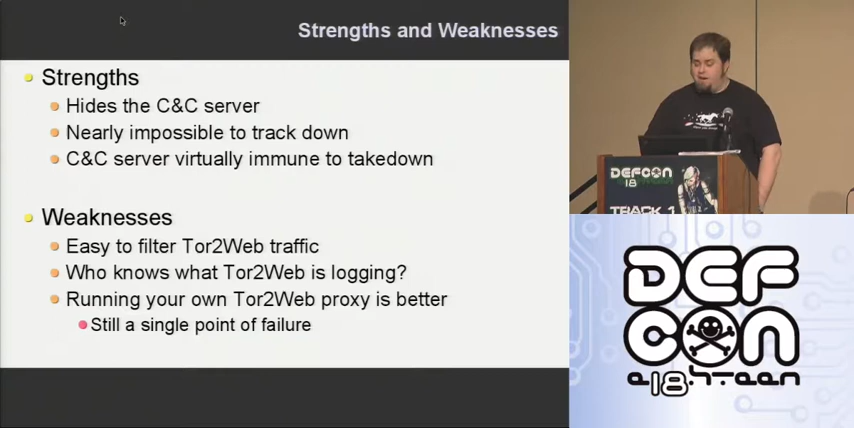 Strengths and Weaknesses
Strengths
Hides the C&C server
Nearly impossible to track down
C&C server virtually immune to takedown
Weaknesses
Easy to filter Tor2Web traffic
Who knows what Tor2Web is logging?
Running your own Tor2Web proxy is better
Still a single point of failure
DEFCON
18
TRACK 1
DEF
CON